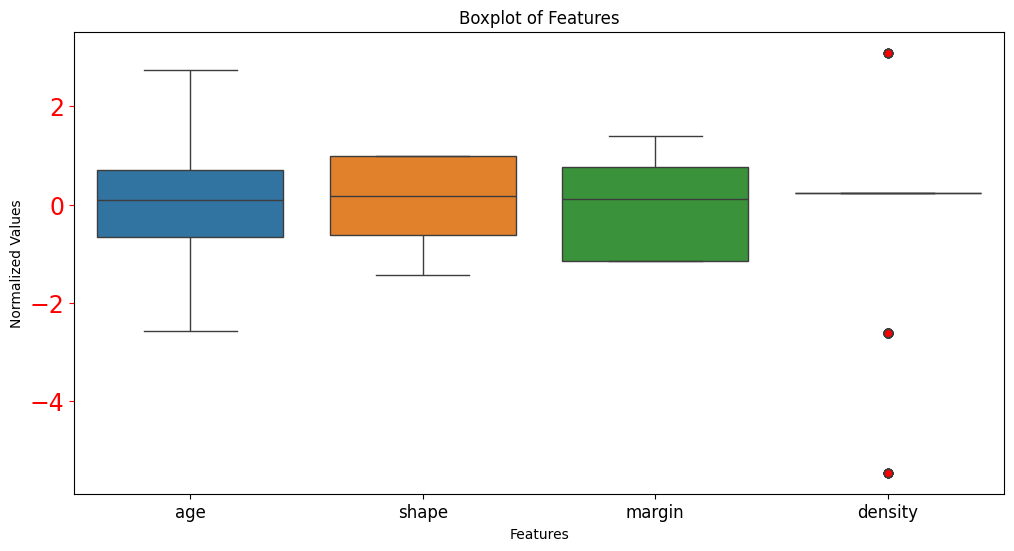 Boxplot of Features
Normalized Values
2
0
−2
−4
age shape margin density
Features